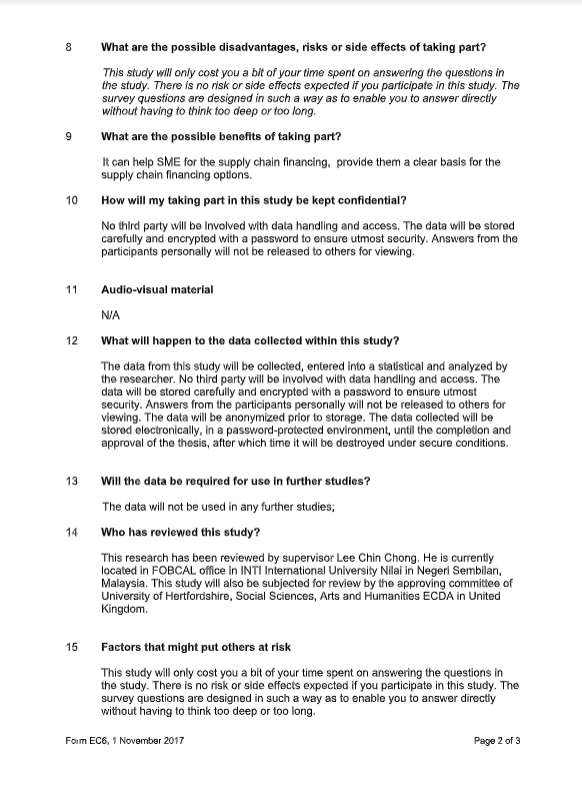 8 What are the possible disadvantages, risks or side effects of taking part?
This study will only cost you a bit of your time spent on answering the questions in
the study. There is no risk or side effects expected if you participate in this study. The
survey questions are designed in such a way as to enable you to answer directly
without having to think too deep or too long.
9 What are the possible benefits of taking part?
It can help SME for the supply chain financing, provide them a clear basis for the
supply chain financing options.
10 How will my taking part in this study be kept confidential?
No third party will be involved with data handling and access. The data will be stored
carefully and encrypted with a password to ensure utmost security. Answers from the
participants personally will not be released to others for viewing.
11 Audio-visual material
N/A
12 What will happen to the data collected within this study?
The data from this study will be collected, entered into a statistical and analyzed by
the researcher. No third party will be involved with data handling and access. The
data will be stored carefully and encrypted with a password to ensure utmost
security. Answers from the participants personally will not be released to others for
viewing. The data will be anonymized prior to storage. The data collected will be
stored electronically, in a password-protected environment, until the completion and
approval of the thesis, after which time it will be destroyed under secure conditions.
13 Will the data be required for use in further studies?
The data will not be used in any further studies;
14 Who has reviewed this study?
This research has been reviewed by supervisor Lee Chin Chong. He is currently
located in FOBCAL office in INTI International University Nilai in Negeri Sembilan,
Malaysia. This study will also be subjected for review by the approving committee of
University of Hertfordshire, Social Sciences, Arts and Humanities ECDA in United
Kingdom.
15 Factors that might put others at risk
This study will only cost you a bit of your time spent on answering the questions in
the study. There is no risk or side effects expected if you participate in this study. The
survey questions are designed in such a way as to enable you to answer directly
without having to think too deep or too long.
Form EC6, 1 November 2017 Page 2 of 3